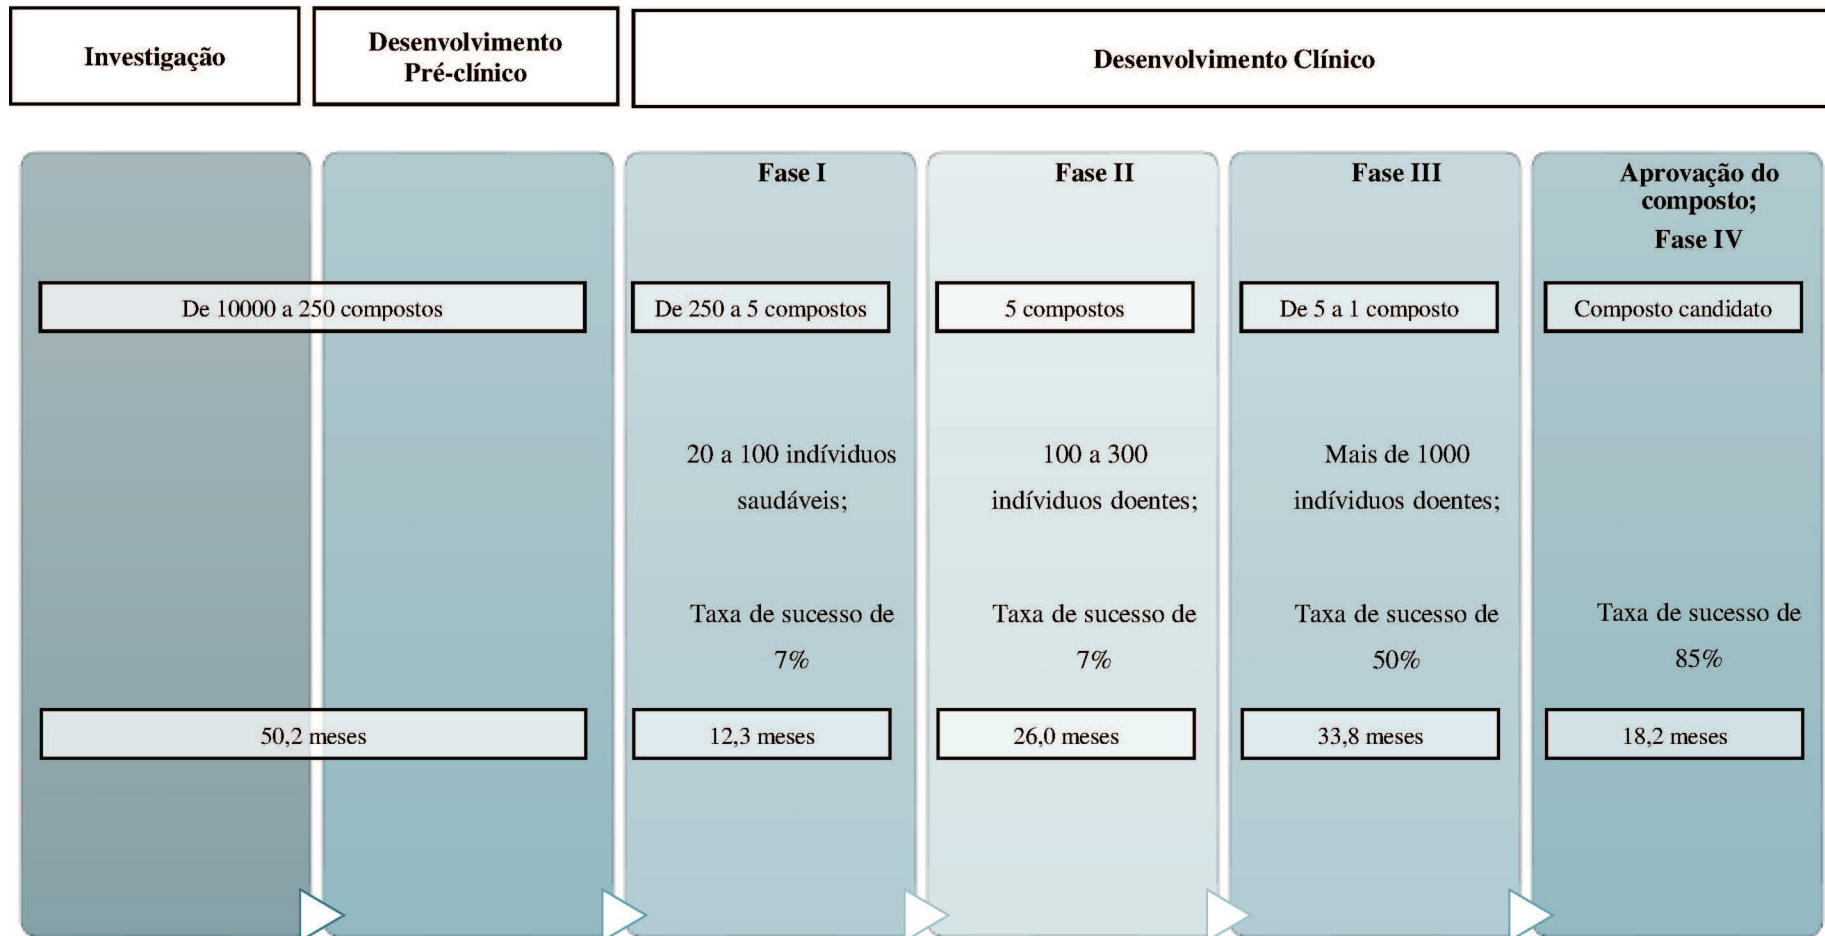 Investigação
Desenvolvimento
Pré-clínico
Desenvolvimento Clínico
Fase I
Fase II
Fase III
Aprovação do
composto;
Fase IV
De 10000 a 250 compostos
De 250 a 5 compostos
5 compostos
De 5 a 1 composto
Composto candidato
20 a 100 indíviduos
saudáveis;
100 a 300
indíviduos doentes;
Mais de 1000
indíviduos doentes;
Taxa de sucesso de
7%
Taxa de sucesso de
7%
Taxa de sucesso de
50%
Taxa de sucesso de
85%
50,2 meses
12,3 meses
26,0 meses
33,8 meses
18,2 meses